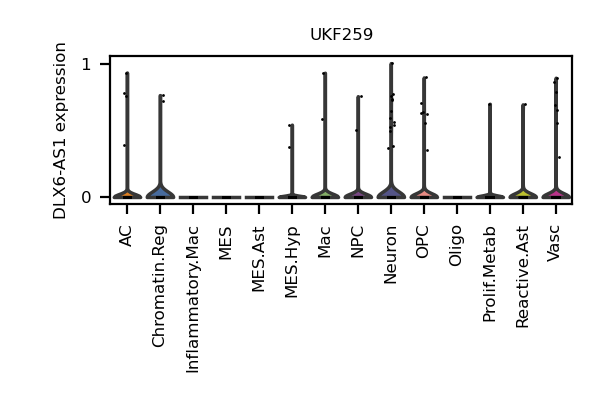 UKF259
DLX6-AS1 expression
1
0
AC
Chromatin.Reg
Inflammatory.Mac
MES
MES.Ast
MES.Hyp
Mac
NPC
Neuron
OPC
Oligo
Prolif.Metab
Reactive.Ast
Vasc